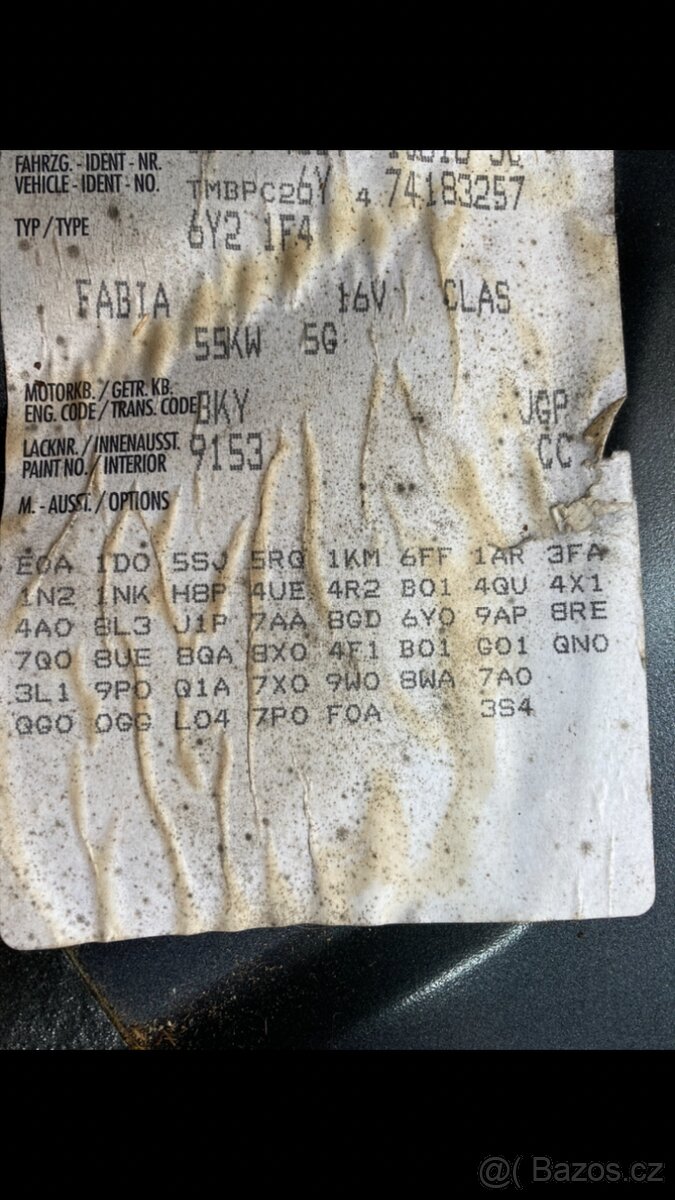 FAHRZG. - IDENT - NR.
VEHICLE - IDENT - NO. TMBPC26Y 4 74183257
TYP / TYPE 6Y2 1F4
FABIA 16V CLAS
55KW 5G
MOTORKB. / GETR. KB.
ENG. CODE / TRANS. CODE BKY JGP
LACKNR. / INNENAUSST. 9153 CC
PAINT NO. / INTERIOR
M. - AUSST. / OPTIONS
E0A 1D0 5SJ 5RQ 1KM 6FF 1AR 3FA
1N2 1NK H8P 4UE 4R2 B01 4QU 4X1
4A0 8L3 J1P 7AA 8GD 6Y0 9AP 8RE
7Q0 8UE 8QA 8X0 4F1 B01 G01 QN0
3L1 9P0 Q1A 7X0 9W0 8WA 7A0
QG0 0GG L04 7P0 F0A 3S4
@( Bazos.cz